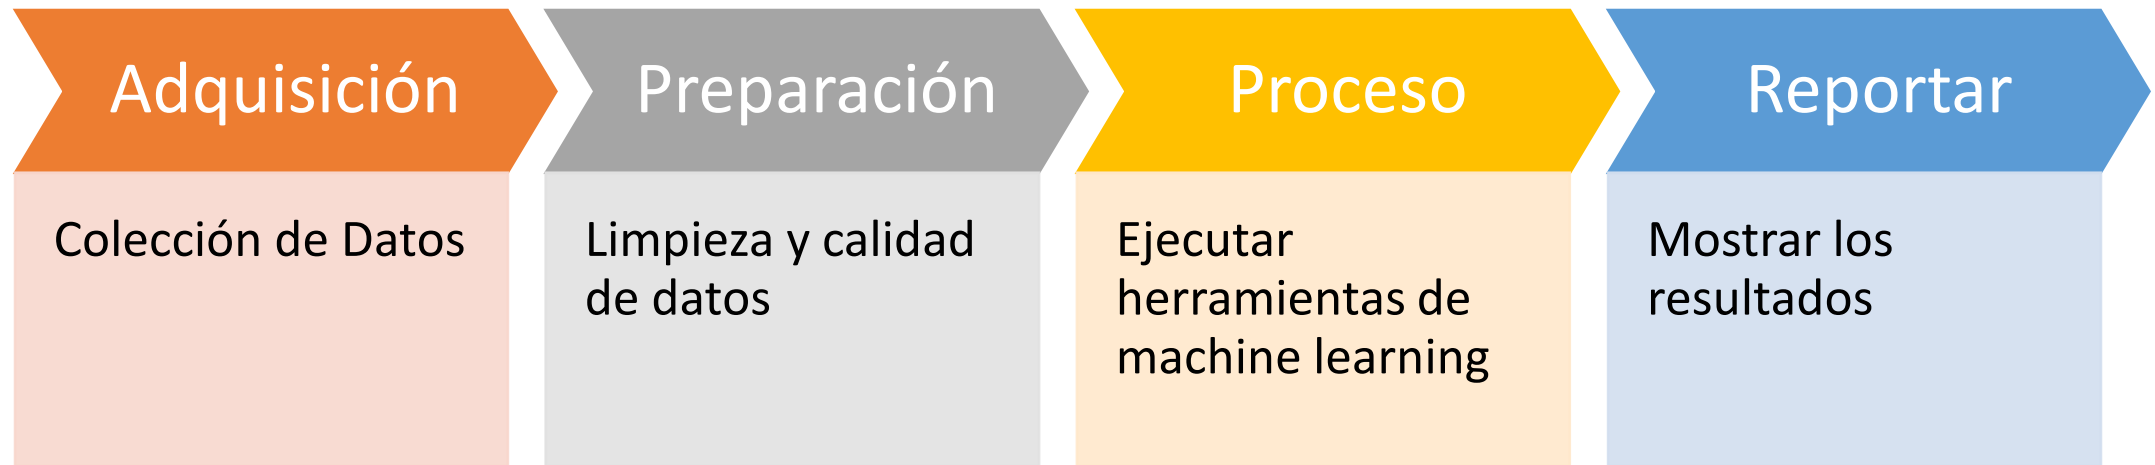 Adquisición
Colección de Datos
Preparación
Limpieza y calidad
de datos
Proceso
Ejecutar
herramientas de
machine learning
Reportar
Mostrar los
resultados